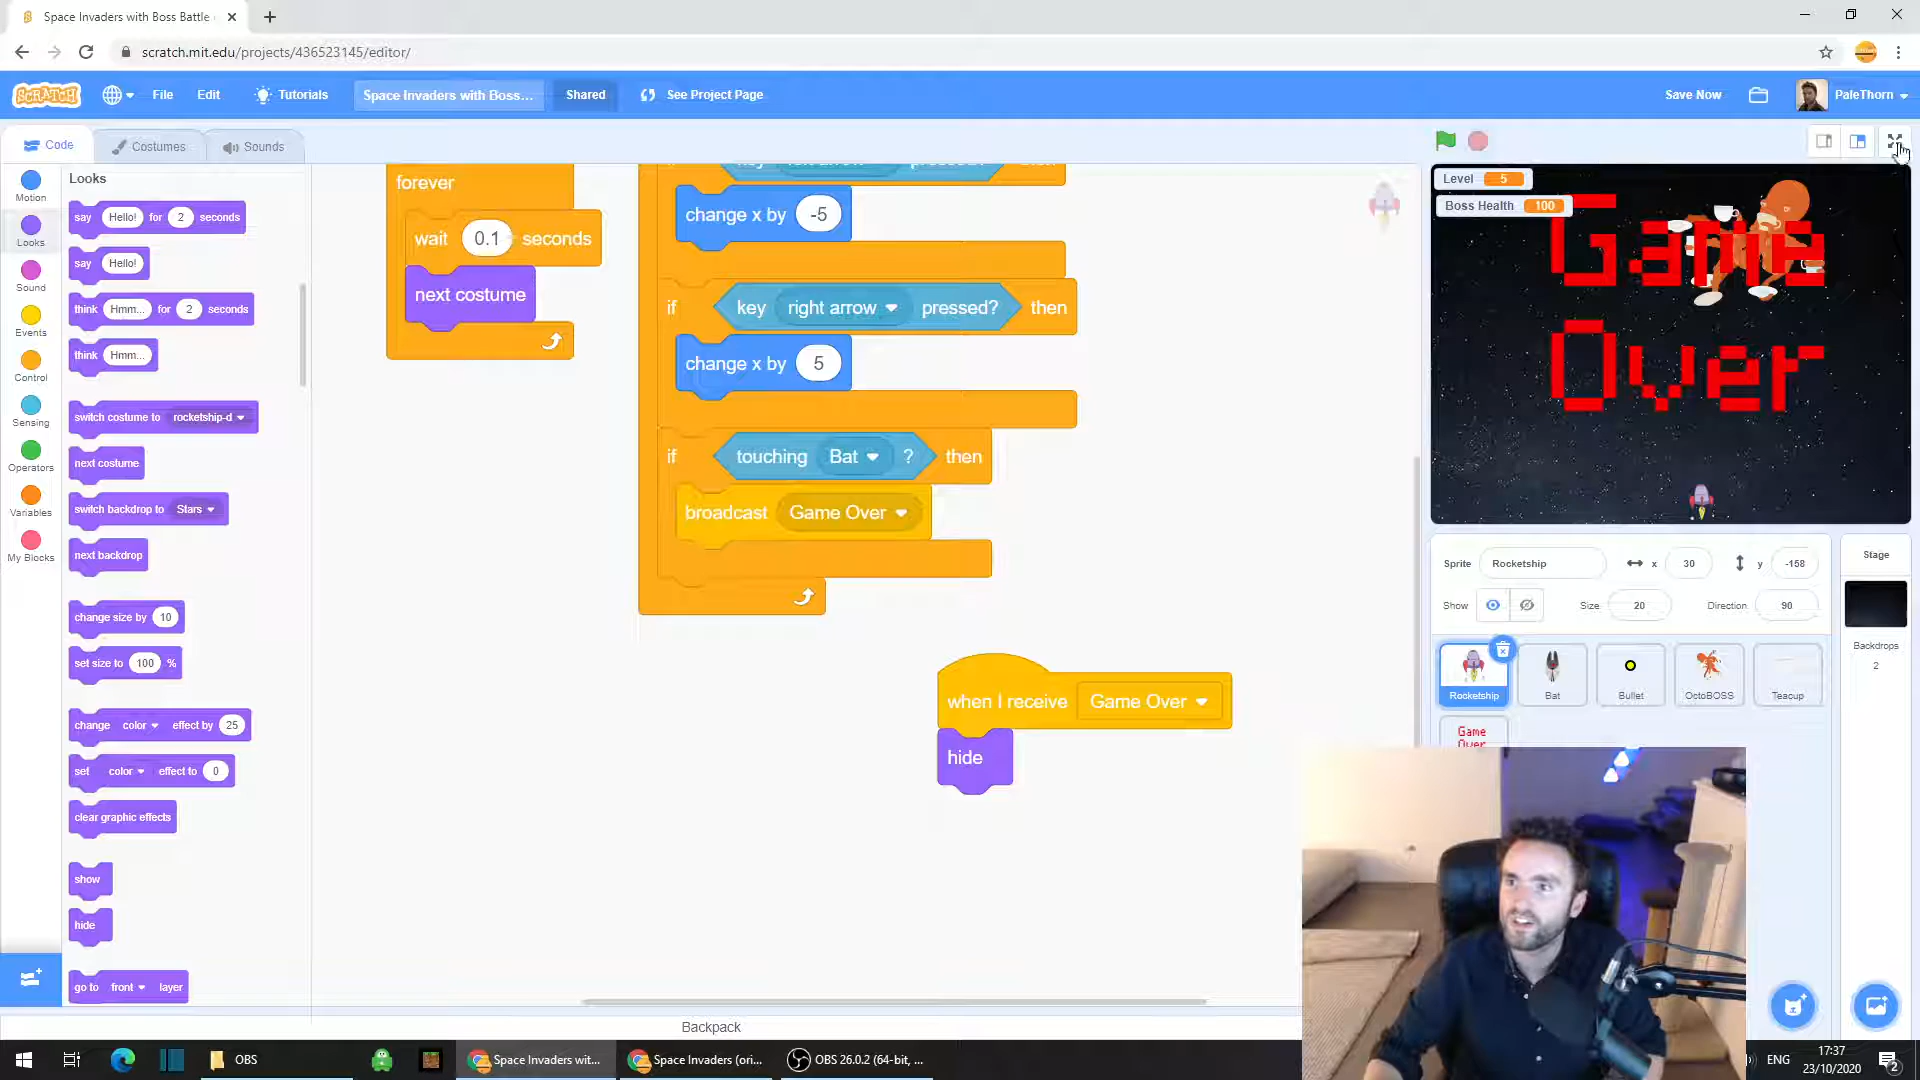 Space Invaders with Boss Battle
scratch.mit.edu/projects/436523145/editor/
SCRATCH
File
Edit
Tutorials
Space Invaders with Boss...
Shared
See Project Page
Save Now
PaleThorn
Code
Costumes
Sounds
Motion
Looks
Sound
Events
Control
Sensing
Operators
Variables
My Blocks
Looks
say Hello! for 2 seconds
say Hello!
think Hmm... for 2 seconds
think Hmm...
switch costume to rocketship-d
next costume
switch backdrop to Stars
next backdrop
change size by 10
set size to 100 %
change color effect by 25
set color effect to 0
clear graphic effects
show
hide
go to front layer
forever
wait 0.1 seconds
next costume
change x by -5
if key right arrow pressed? then
change x by 5
if touching Bat ? then
broadcast Game Over
when I receive Game Over
hide
Level 5
Boss Health 100
Game
Over
Sprite Rocketship x 30 y -158
Show Size 20 Direction 90
Rocketship
Bat
Bullet
OctoBOSS
Teacup
Game
Over
Stage
Backdrops
2
Backpack
OBS
Space Invaders wit...
Space Invaders (ori...
OBS 26.0.2 (64-bit, ...
ENG
17:37
23/10/2020
2